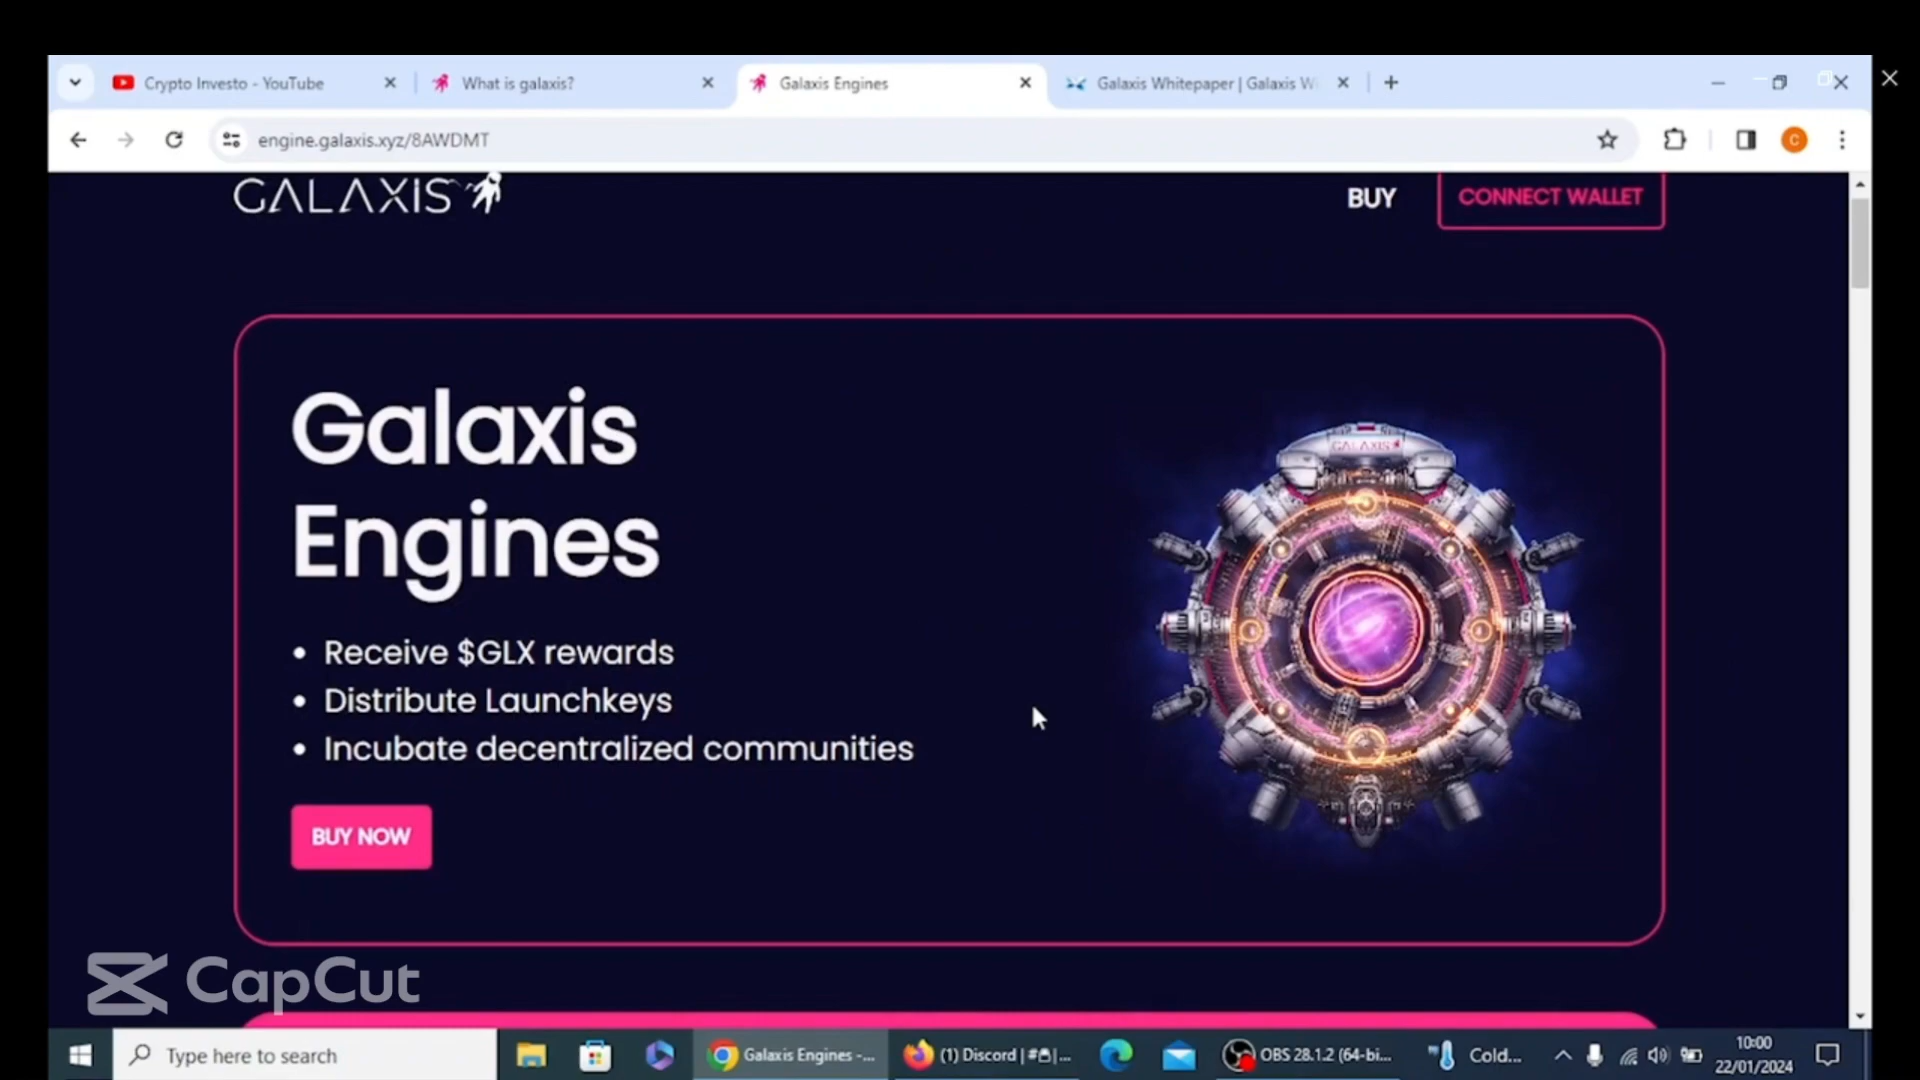 Crypto Investo - YouTube
What is galaxis?
Galaxis Engines
Galaxis Whitepaper | Galaxis W
engine.galaxis.xyz/8AWDMT
C
GALAXIS
BUY
CONNECT WALLET
Galaxis
Engines
GALAXIS
• Receive $GLX rewards
• Distribute Launchkeys
• Incubate decentralized communities
BUY NOW
CapCut
Type here to search
Galaxis Engines -...
(1) Discord | #🔒|...
OBS 28.1.2 (64-bi...
Cold...
10:00
22/01/2024